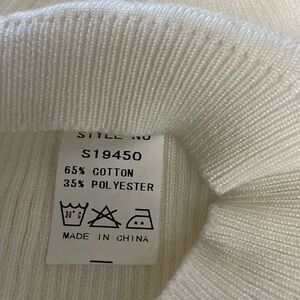 STYLE NO
S19450
65% COTTON
35% POLYESTER
30°C
MADE IN CHINA